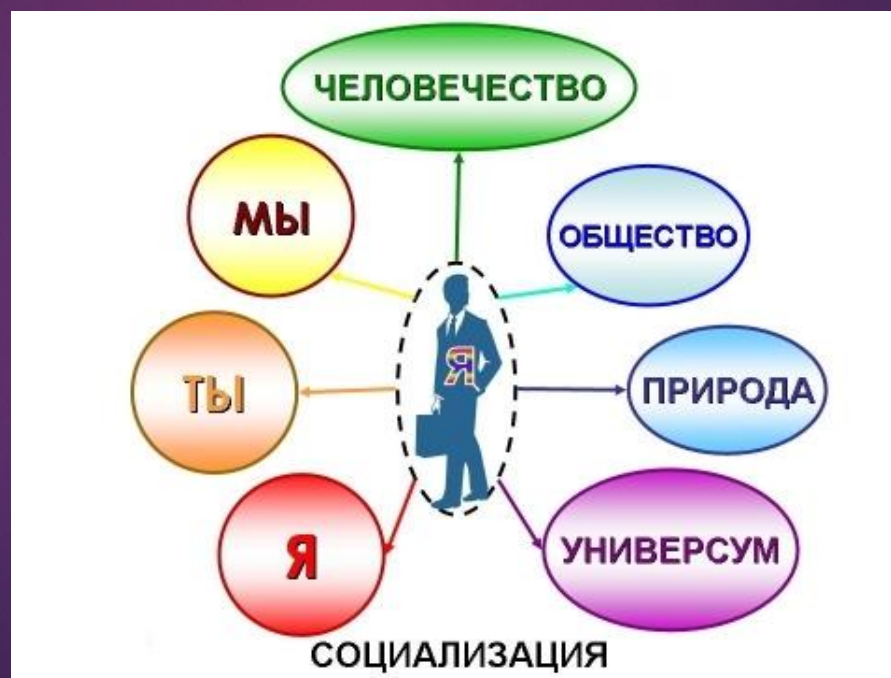 ЧЕЛОВЕЧЕСТВО
МЫ
ОБЩЕСТВО
Я
ТЫ
ПРИРОДА
Я
УНИВЕРСУМ
СОЦИАЛИЗАЦИЯ